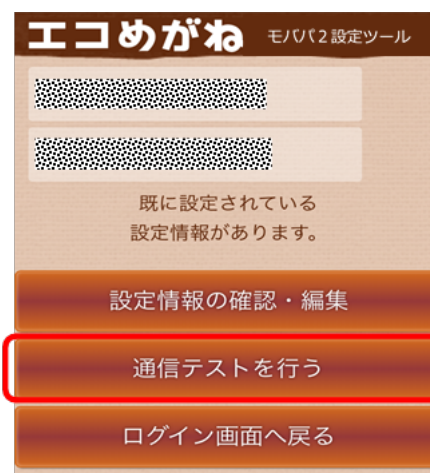 エコめがね モバパ2設定ツール
既に設定されている
設定情報があります。
設定情報の確認・編集
通信テストを行う
ログイン画面へ戻る